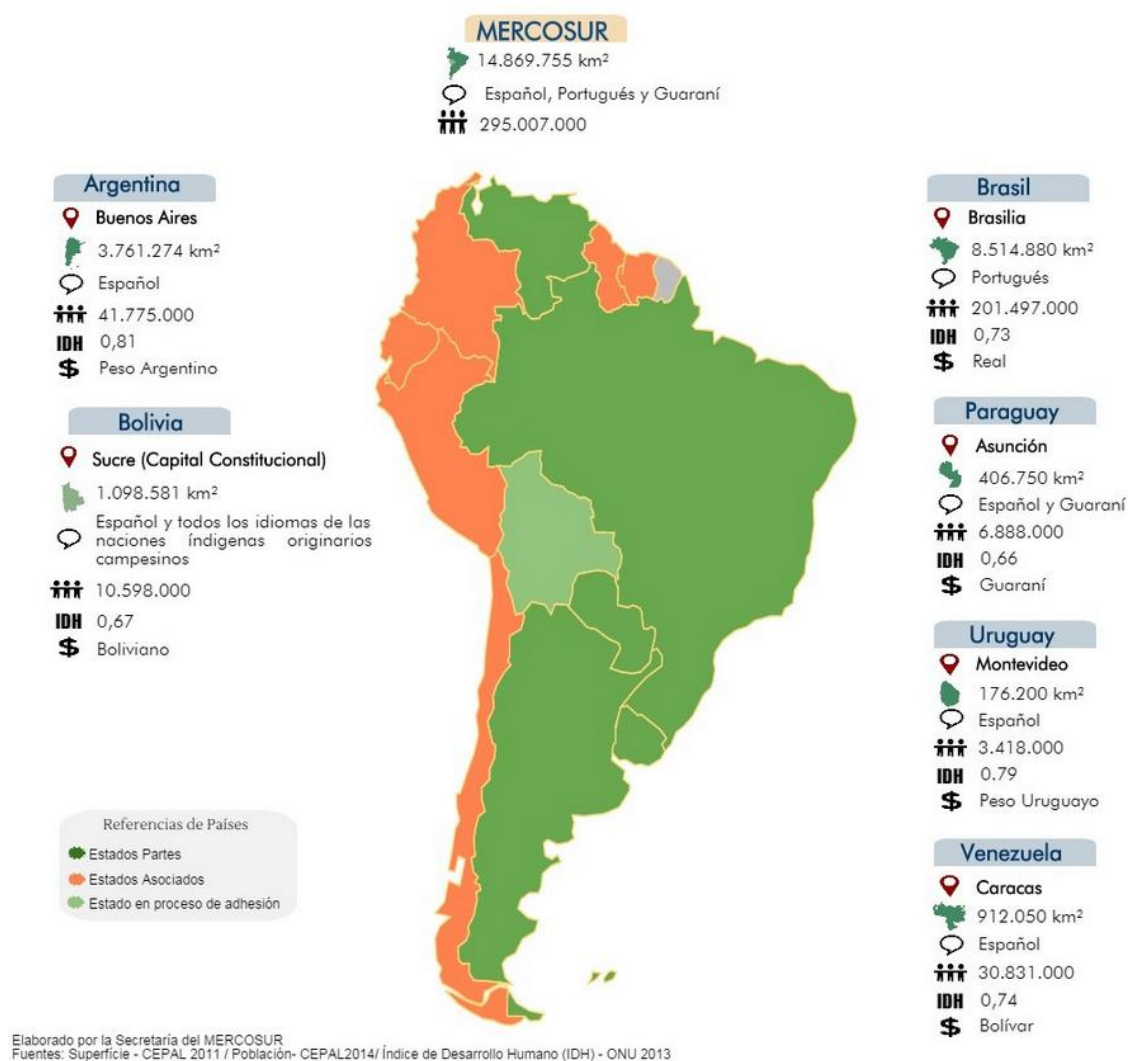 MERCOSUR
14.869.755 km²
Español, Portugués y Guaraní
295.007.000
Argentina
Buenos Aires
3.761.274 km²
Español
41.775.000
IDH 0,81
$ Peso Argentino
Bolivia
Sucre (Capital Constitucional)
1.098.581 km²
Español y todos los idiomas de las
naciones índigenas originarios
campesinos
10.598.000
IDH 0,67
$ Boliviano
Brasil
Brasilia
8.514.880 km²
Portugués
201.497.000
IDH 0,73
$ Real
Paraguay
Asunción
406.750 km²
Español y Guaraní
6.888.000
IDH 0,66
$ Guaraní
Uruguay
Montevideo
176.200 km²
Español
3.418.000
IDH 0.79
$ Peso Uruguayo
Venezuela
Caracas
912.050 km²
Español
30.831.000
IDH 0,74
$ Bolívar
Referencias de Países
Estados Partes
Estados Asociados
Estado en proceso de adhesión
Elaborado por la Secretaría del MERCOSUR
Fuentes: Superfície - CEPAL 2011 / Población- CEPAL2014/ Índice de Desarrollo Humano (IDH) - ONU 2013